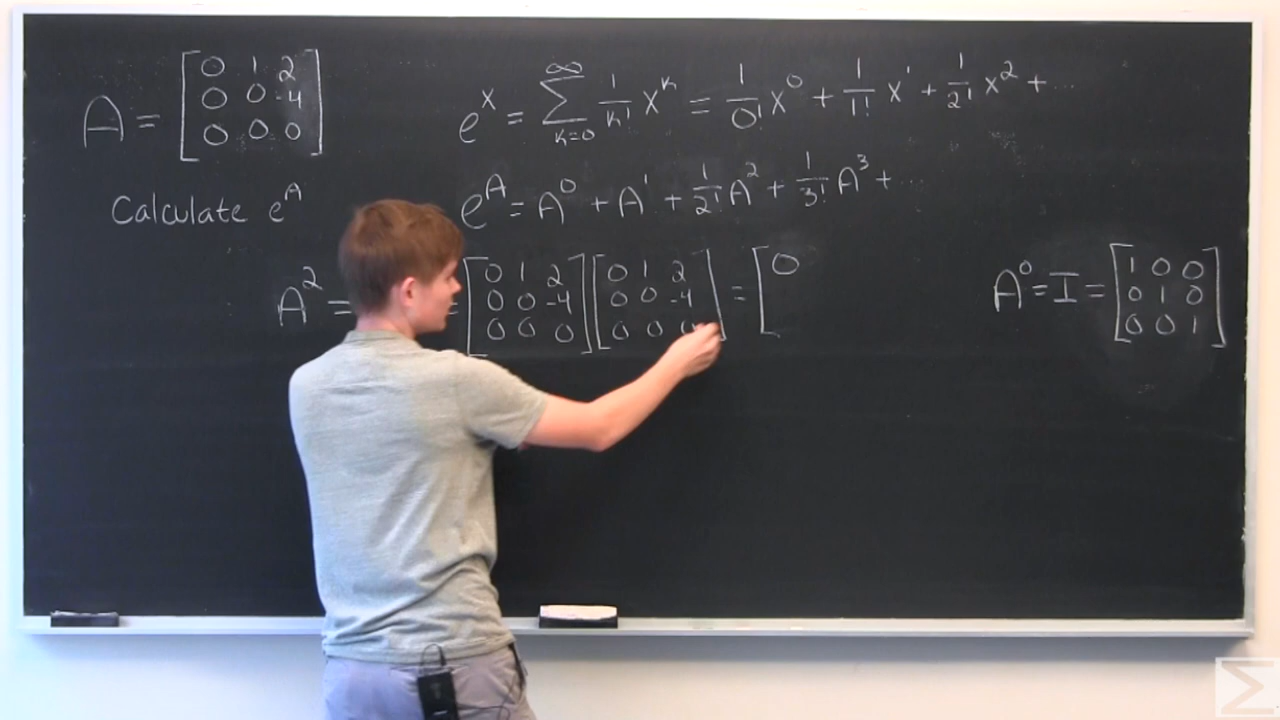 A = [0 1 2; 0 0 -4; 0 0 0]
Calculate e^A
e^x = ∑_{k=0}^{∞} 1/k! x^k = 1/0! x^0 + 1/1! x^1 + 1/2! x^2 + ...
e^A = A^0 + A^1 + 1/2! A^2 + 1/3! A^3 + ...
A^2 = = [0 1 2; 0 0 -4; 0 0 0] [0 1 2; 0 0 -4; 0 0 0] = [0
A^0 = I = [1 0 0; 0 1 0; 0 0 1]
Σ